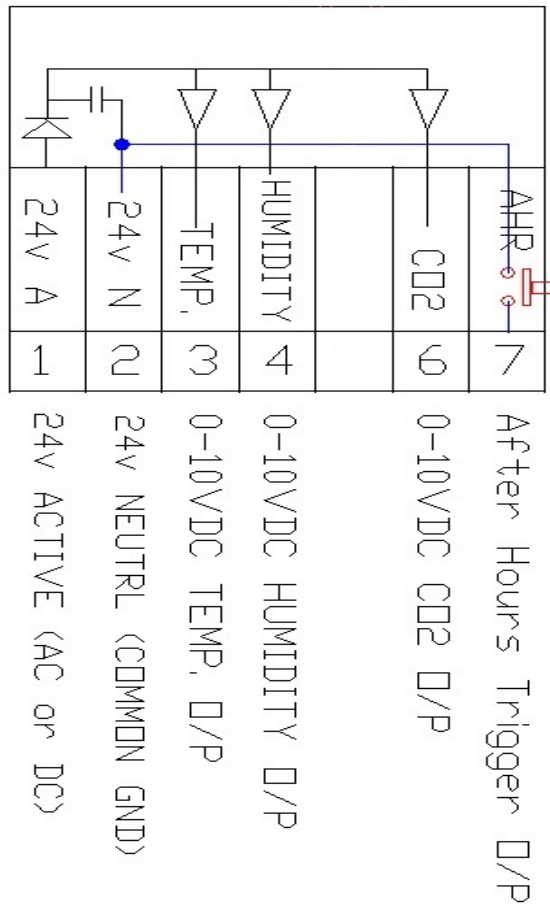 24v A
24v N
TEMP.
HUMIDITY
CO2
AHR
1
2
3
4
6
7
24v ACTIVE (AC or DC)
24v NEUTRL (COMMON GND)
0-10VDC TEMP. O/P
0-10VDC HUMIDITY O/P
0-10VDC CO2 O/P
After Hours Trigger O/P